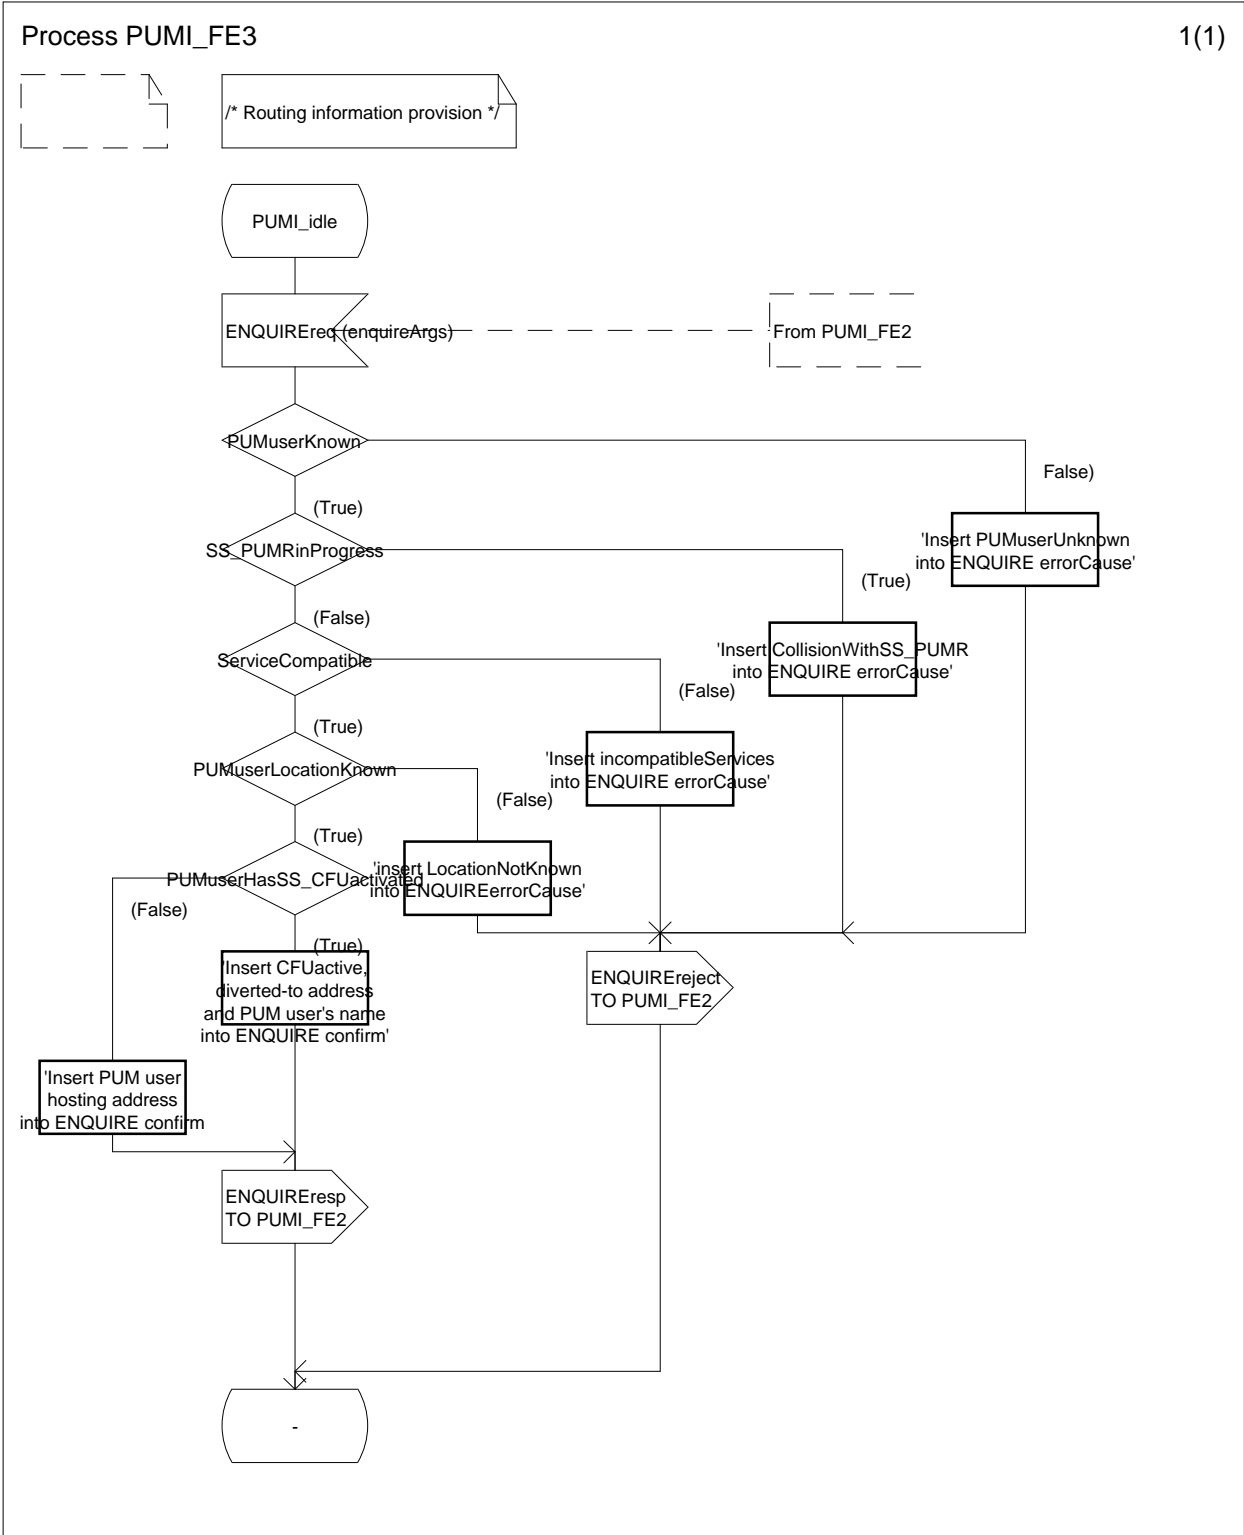 Process PUMI_FE3
1(1)
/* Routing information provision */
PUMI_idle
ENQUIREreq (enquireArgs)
From PUMI_FE2
PUMuserKnown
False)
(True)
'Insert PUMuserUnknown
into ENQUIRE errorCause'
SS_PUMRinProgress
(True)
(False)
'Insert CollisionWithSS_PUMR
into ENQUIRE errorCause'
ServiceCompatible
(False)
(True)
'Insert incompatibleServices
into ENQUIRE errorCause'
PUMuserLocationKnown
(False)
(True)
'insert LocationNotKnown
into ENQUIREerrorCause'
PUMuserHasSS_CFUactivated
(False)
(True)
'Insert CFUactive,
diverted-to address
and PUM user's name
into ENQUIRE confirm'
ENQUIREreject
TO PUMI_FE2
'Insert PUM user
hosting address
into ENQUIRE confirm
ENQUIREresp
TO PUMI_FE2
-